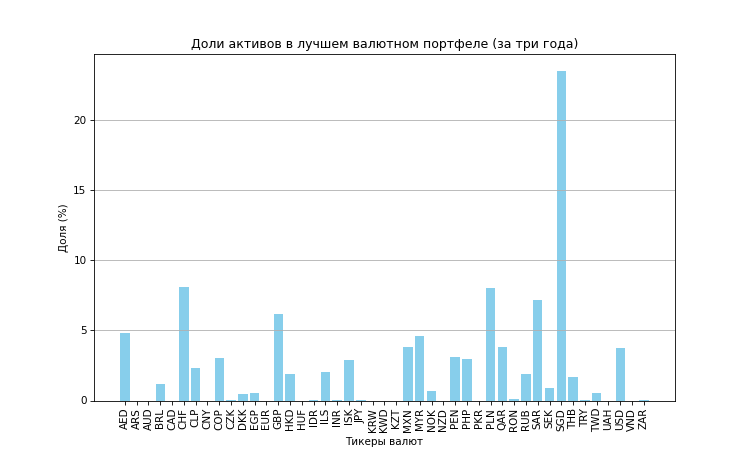 Доли активов в лучшем валютном портфеле (за три года)
Доля (%)
20
15
10
5
0
AED ARS AUD BRL CAD CHF CLP CNY COP CZK DKK EGP EUR GBP HKD HUF IDR ILS INR ISK JPY KRW KWD KZT MXN MYR NOK NZD PEN PHP PKR PLN QAR RON RUB SAR SEK SGD THB TRY TWD UAH USD VND ZAR
Тикеры валют